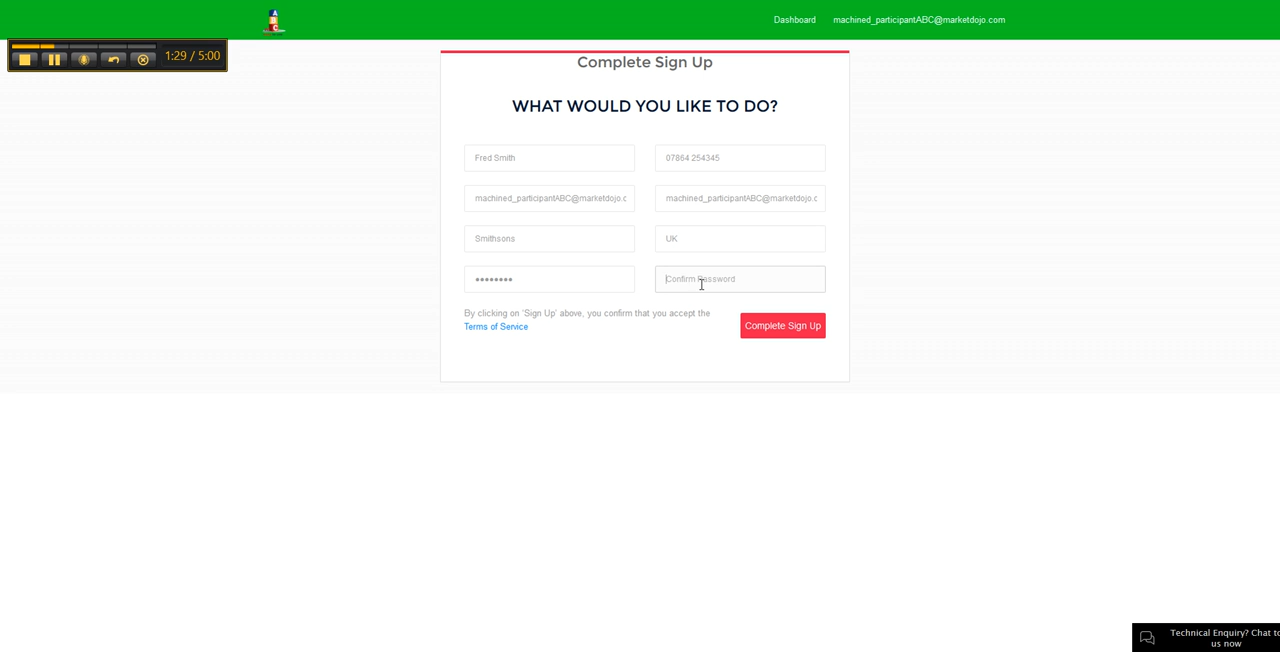 Dashboard
machined_participantABC@marketdojo.com
1:29 / 5:00
Complete Sign Up
WHAT WOULD YOU LIKE TO DO?
Fred Smith
07864 254345
machined_participantABC@marketdojo.c
machined_participantABC@marketdojo.c
Smithsons
UK
••••••••
Confirm Password
By clicking on 'Sign Up' above, you confirm that you accept the
Terms of Service
Complete Sign Up
Technical Enquiry? Chat to
us now